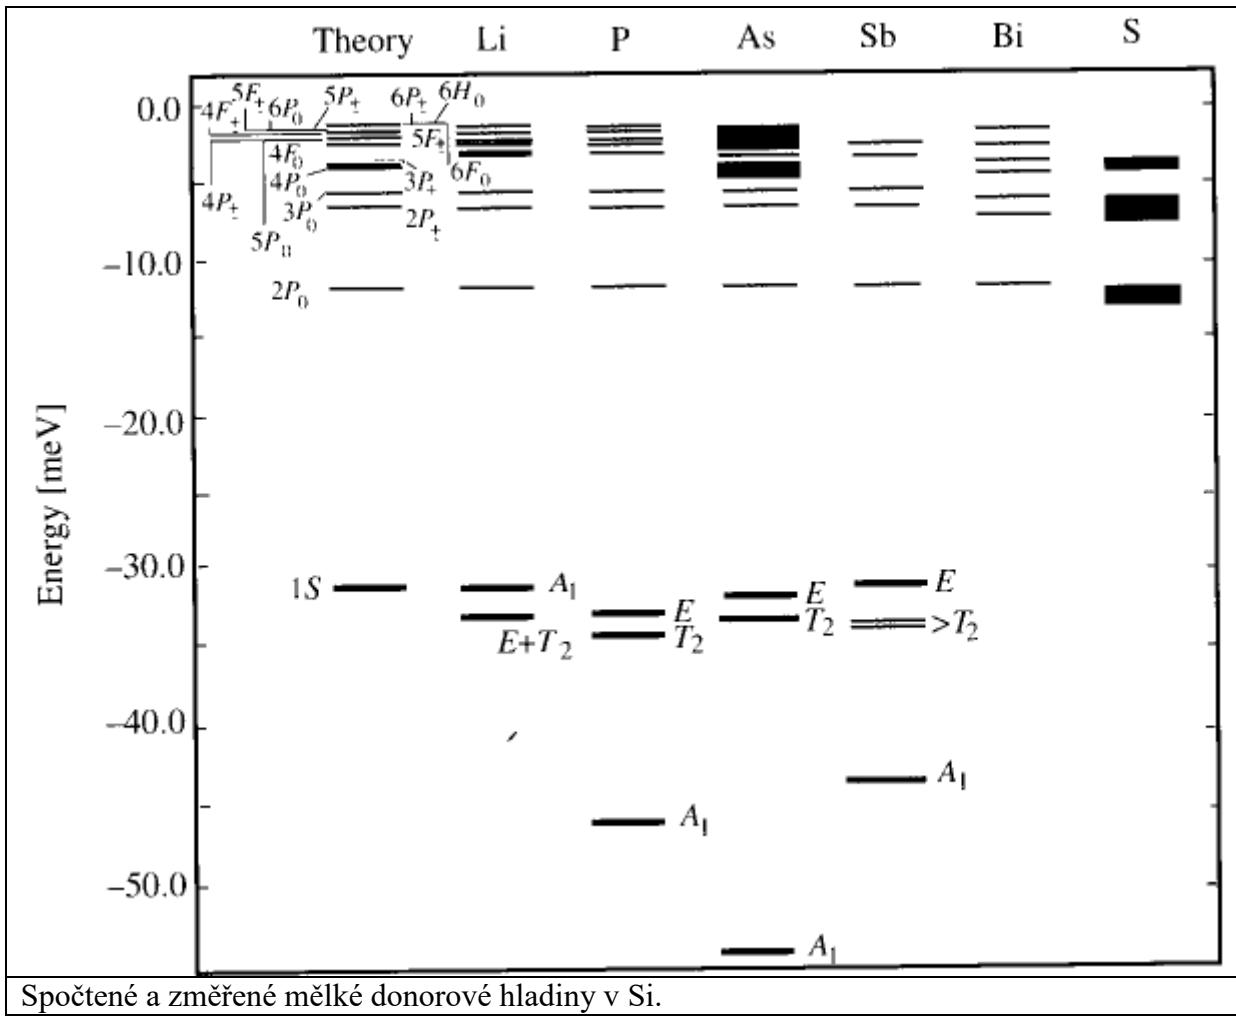 Theory Li P As Sb Bi S
0.0
4F± 5F± 6P0 5P± 6P± 6H0
4F0 5F± 6F0
4P0 3P±
4P± 3P0 2P±
5P0
−10.0
2P0
−20.0
Energy [meV]
−30.0
1S A1 E E E
E+T2 T2 T2 >T2
−40.0
A1
A1
−50.0
A1
Spočtené a změřené mělké donorové hladiny v Si.